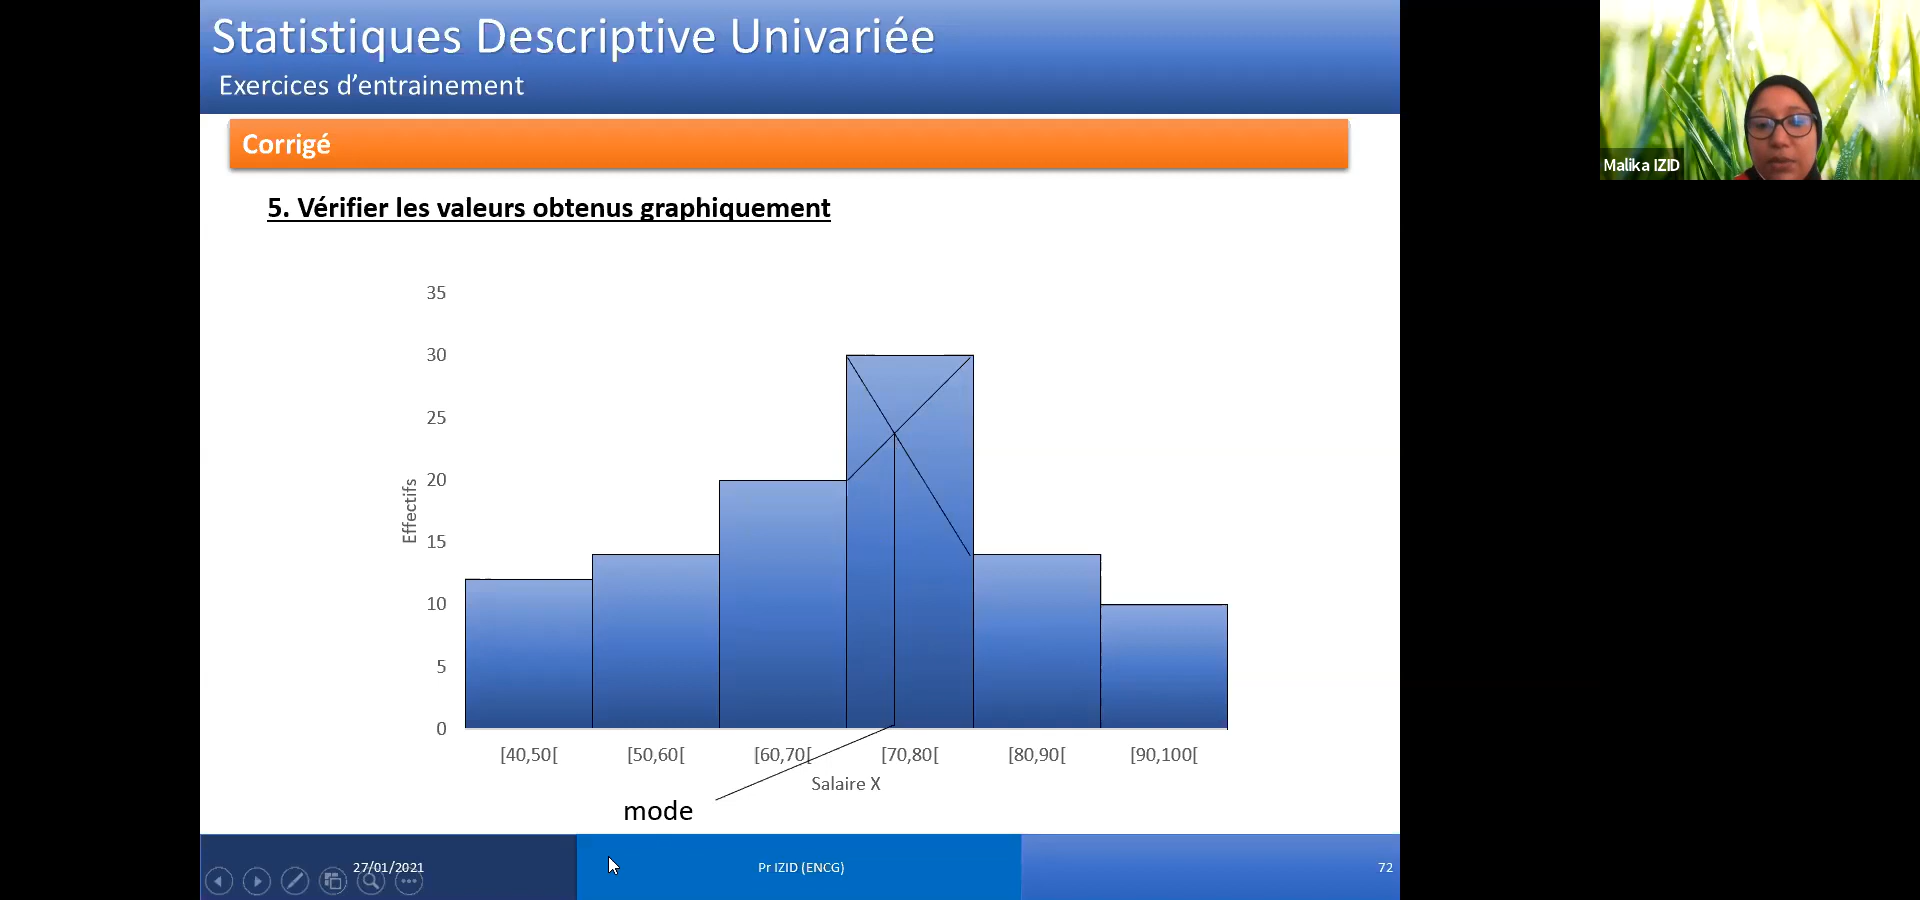 Statistiques Descriptive Univariée
Exercices d’entrainement
Corrigé
5. Vérifier les valeurs obtenus graphiquement
35
30
25
20
15
10
5
0
Effectifs
[40,50[
[50,60[
[60,70[
[70,80[
[80,90[
[90,100[
Salaire X
mode
27/01/2021
Pr IZID (ENCG)
72
Malika IZID